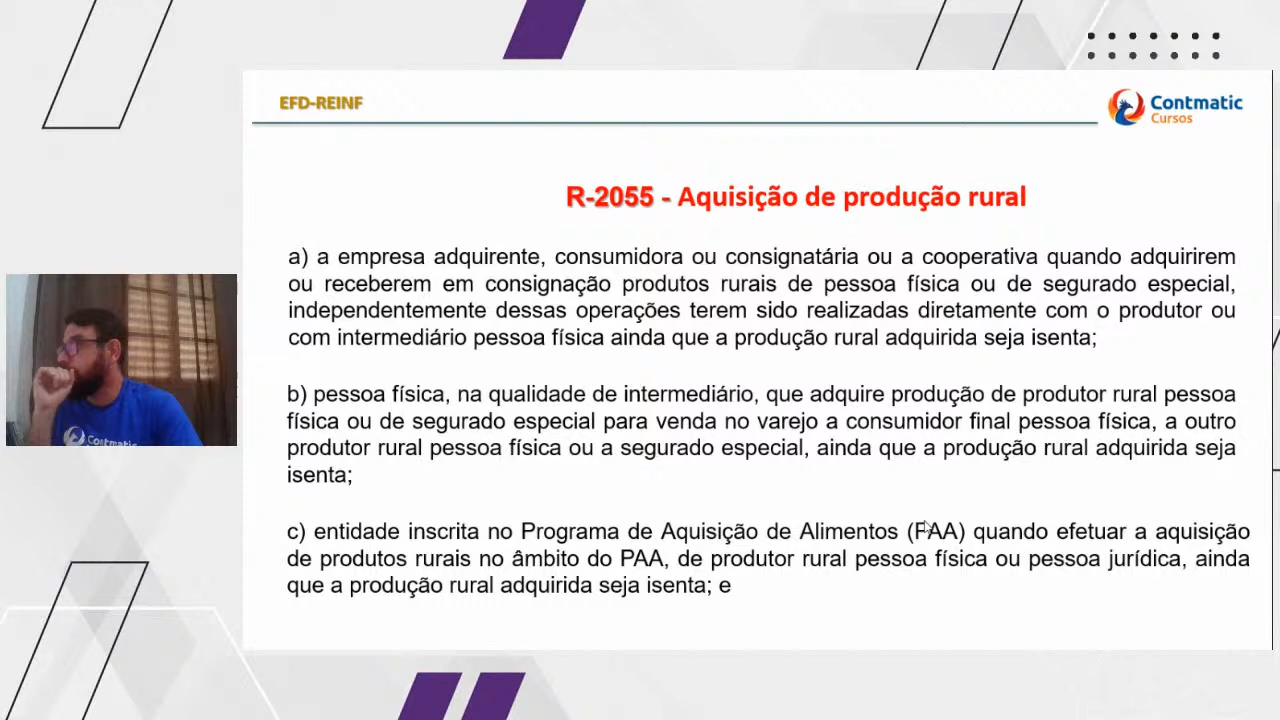 EFD-REINF
Contmatic
Cursos
R-2055 - Aquisição de produção rural
a) a empresa adquirente, consumidora ou consignatária ou a cooperativa quando adquirirem
ou receberem em consignação produtos rurais de pessoa física ou de segurado especial,
independentemente dessas operações terem sido realizadas diretamente com o produtor ou
com intermediário pessoa física ainda que a produção rural adquirida seja isenta;
b) pessoa física, na qualidade de intermediário, que adquire produção de produtor rural pessoa
física ou de segurado especial para venda no varejo a consumidor final pessoa física, a outro
produtor rural pessoa física ou a segurado especial, ainda que a produção rural adquirida seja
isenta;
c) entidade inscrita no Programa de Aquisição de Alimentos (PAA) quando efetuar a aquisição
de produtos rurais no âmbito do PAA, de produtor rural pessoa física ou pessoa jurídica, ainda
que a produção rural adquirida seja isenta; e
Contmatic